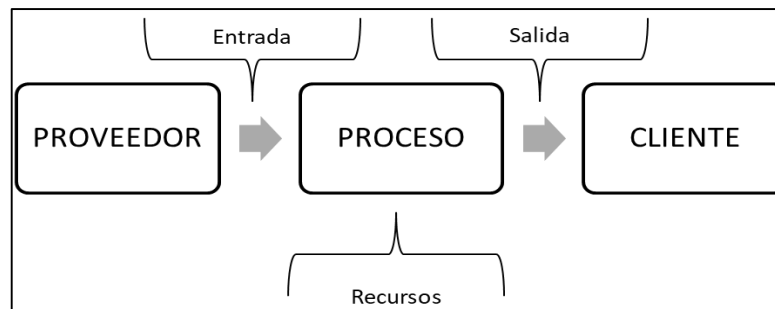 Entrada
Salida
PROVEEDOR
PROCESO
CLIENTE
Recursos